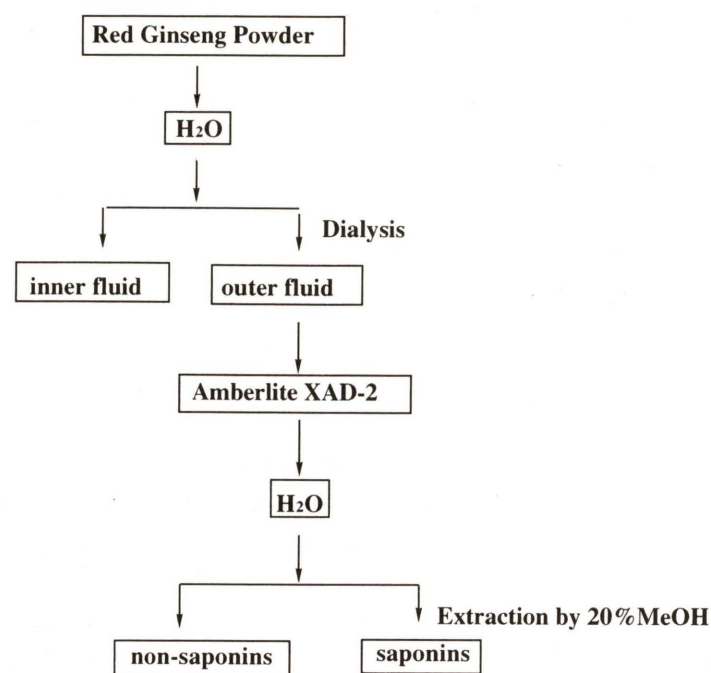 Red Ginseng Powder
H2O
Dialysis
inner fluid
outer fluid
Amberlite XAD-2
H2O
Extraction by 20%MeOH
non-saponins
saponins